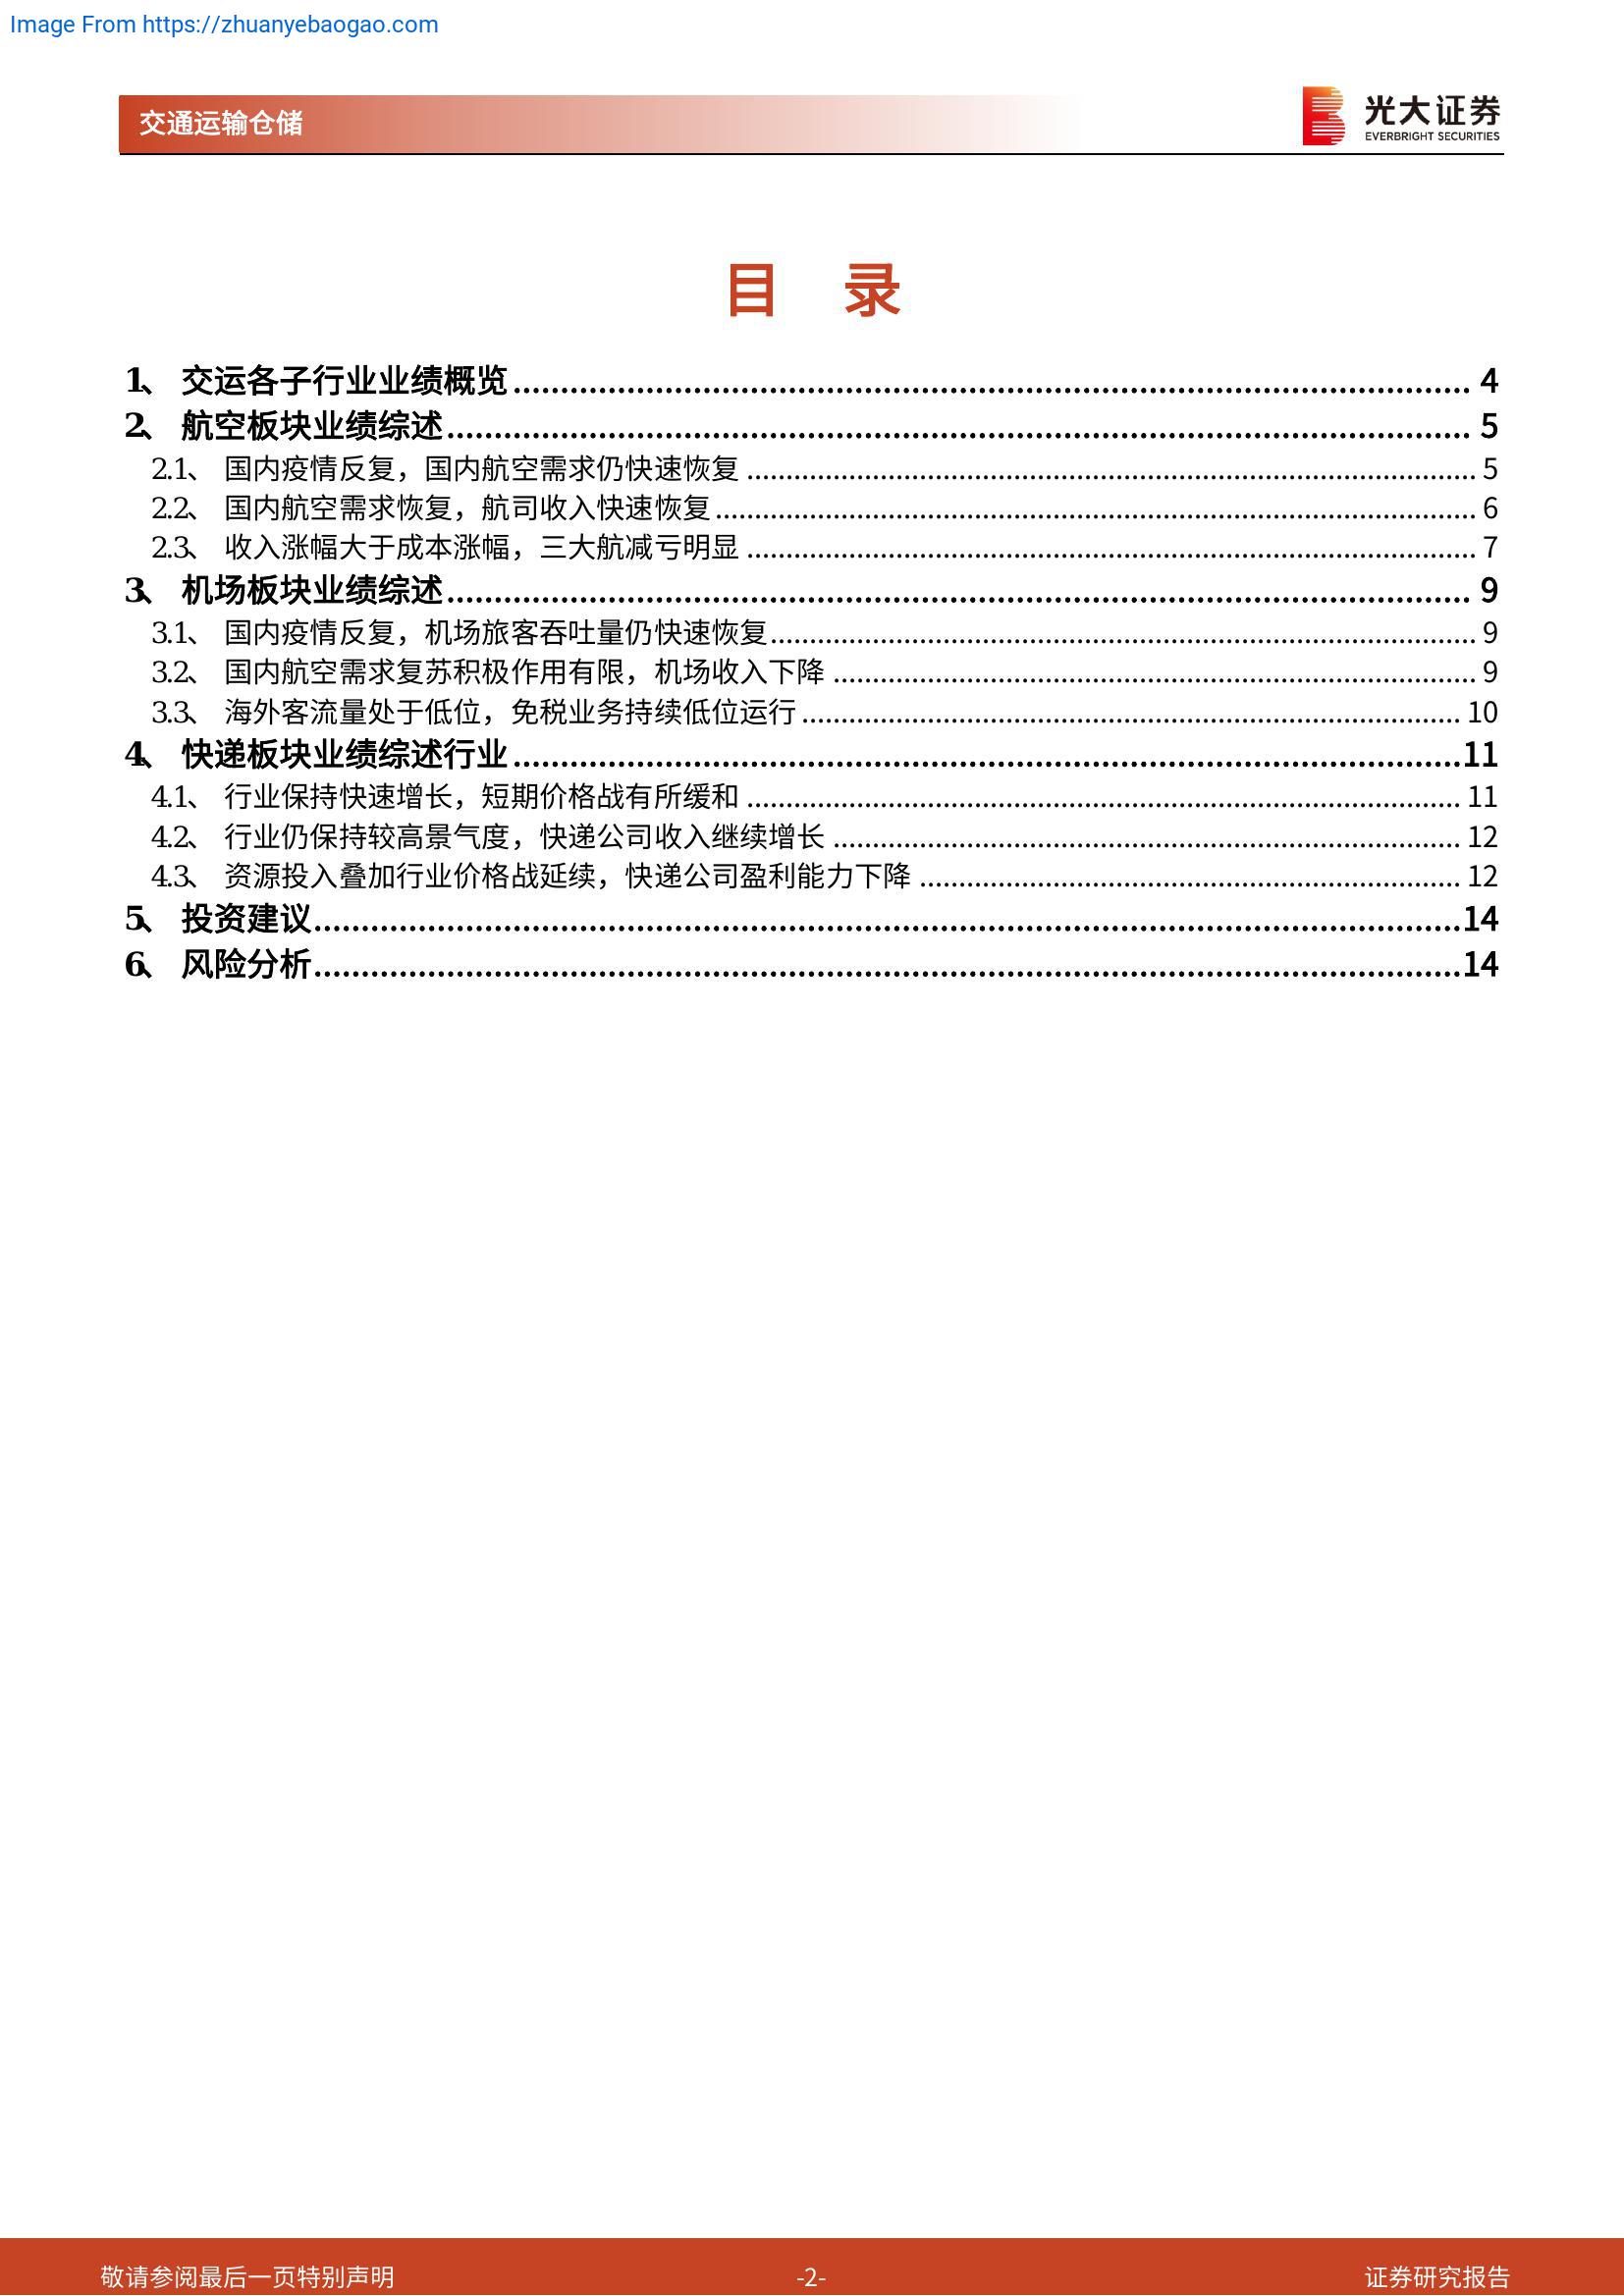 Image From https://zhuanyebaogao.com
交通运输仓储
光大证券
EVERBRIGHT SECURITIES
目 录
1、 交运各子行业业绩概览 4
2、 航空板块业绩综述 5
2.1、 国内疫情反复，国内航空需求仍快速恢复 5
2.2、 国内航空需求恢复，航司收入快速恢复 6
2.3、 收入涨幅大于成本涨幅，三大航减亏明显 7
3、 机场板块业绩综述 9
3.1、 国内疫情反复，机场旅客吞吐量仍快速恢复 9
3.2、 国内航空需求复苏积极作用有限，机场收入下降 9
3.3、 海外客流量处于低位，免税业务持续低位运行 10
4、 快递板块业绩综述行业 11
4.1、 行业保持快速增长，短期价格战有所缓和 11
4.2、 行业仍保持较高景气度，快递公司收入继续增长 12
4.3、 资源投入叠加行业价格战延续，快递公司盈利能力下降 12
5、 投资建议 14
6、 风险分析 14
敬请参阅最后一页特别声明 -2- 证券研究报告